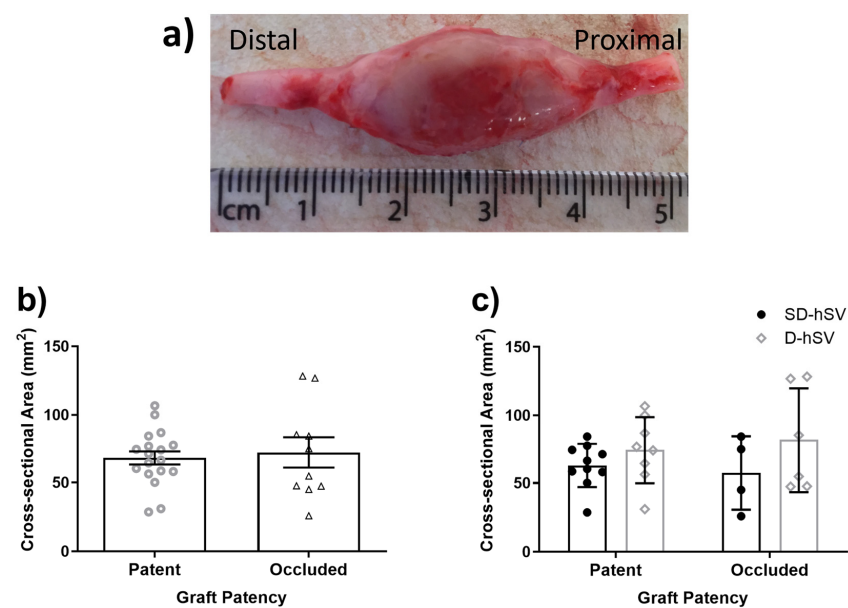 a)
Distal Proximal
cm 1 2 3 4 5
b)
Cross-sectional Area (mm²)
150
100
50
0
Patent Occluded
Graft Patency
c)
SD-hSV
D-hSV
Cross-sectional Area (mm²)
150
100
50
0
Patent Occluded
Graft Patency